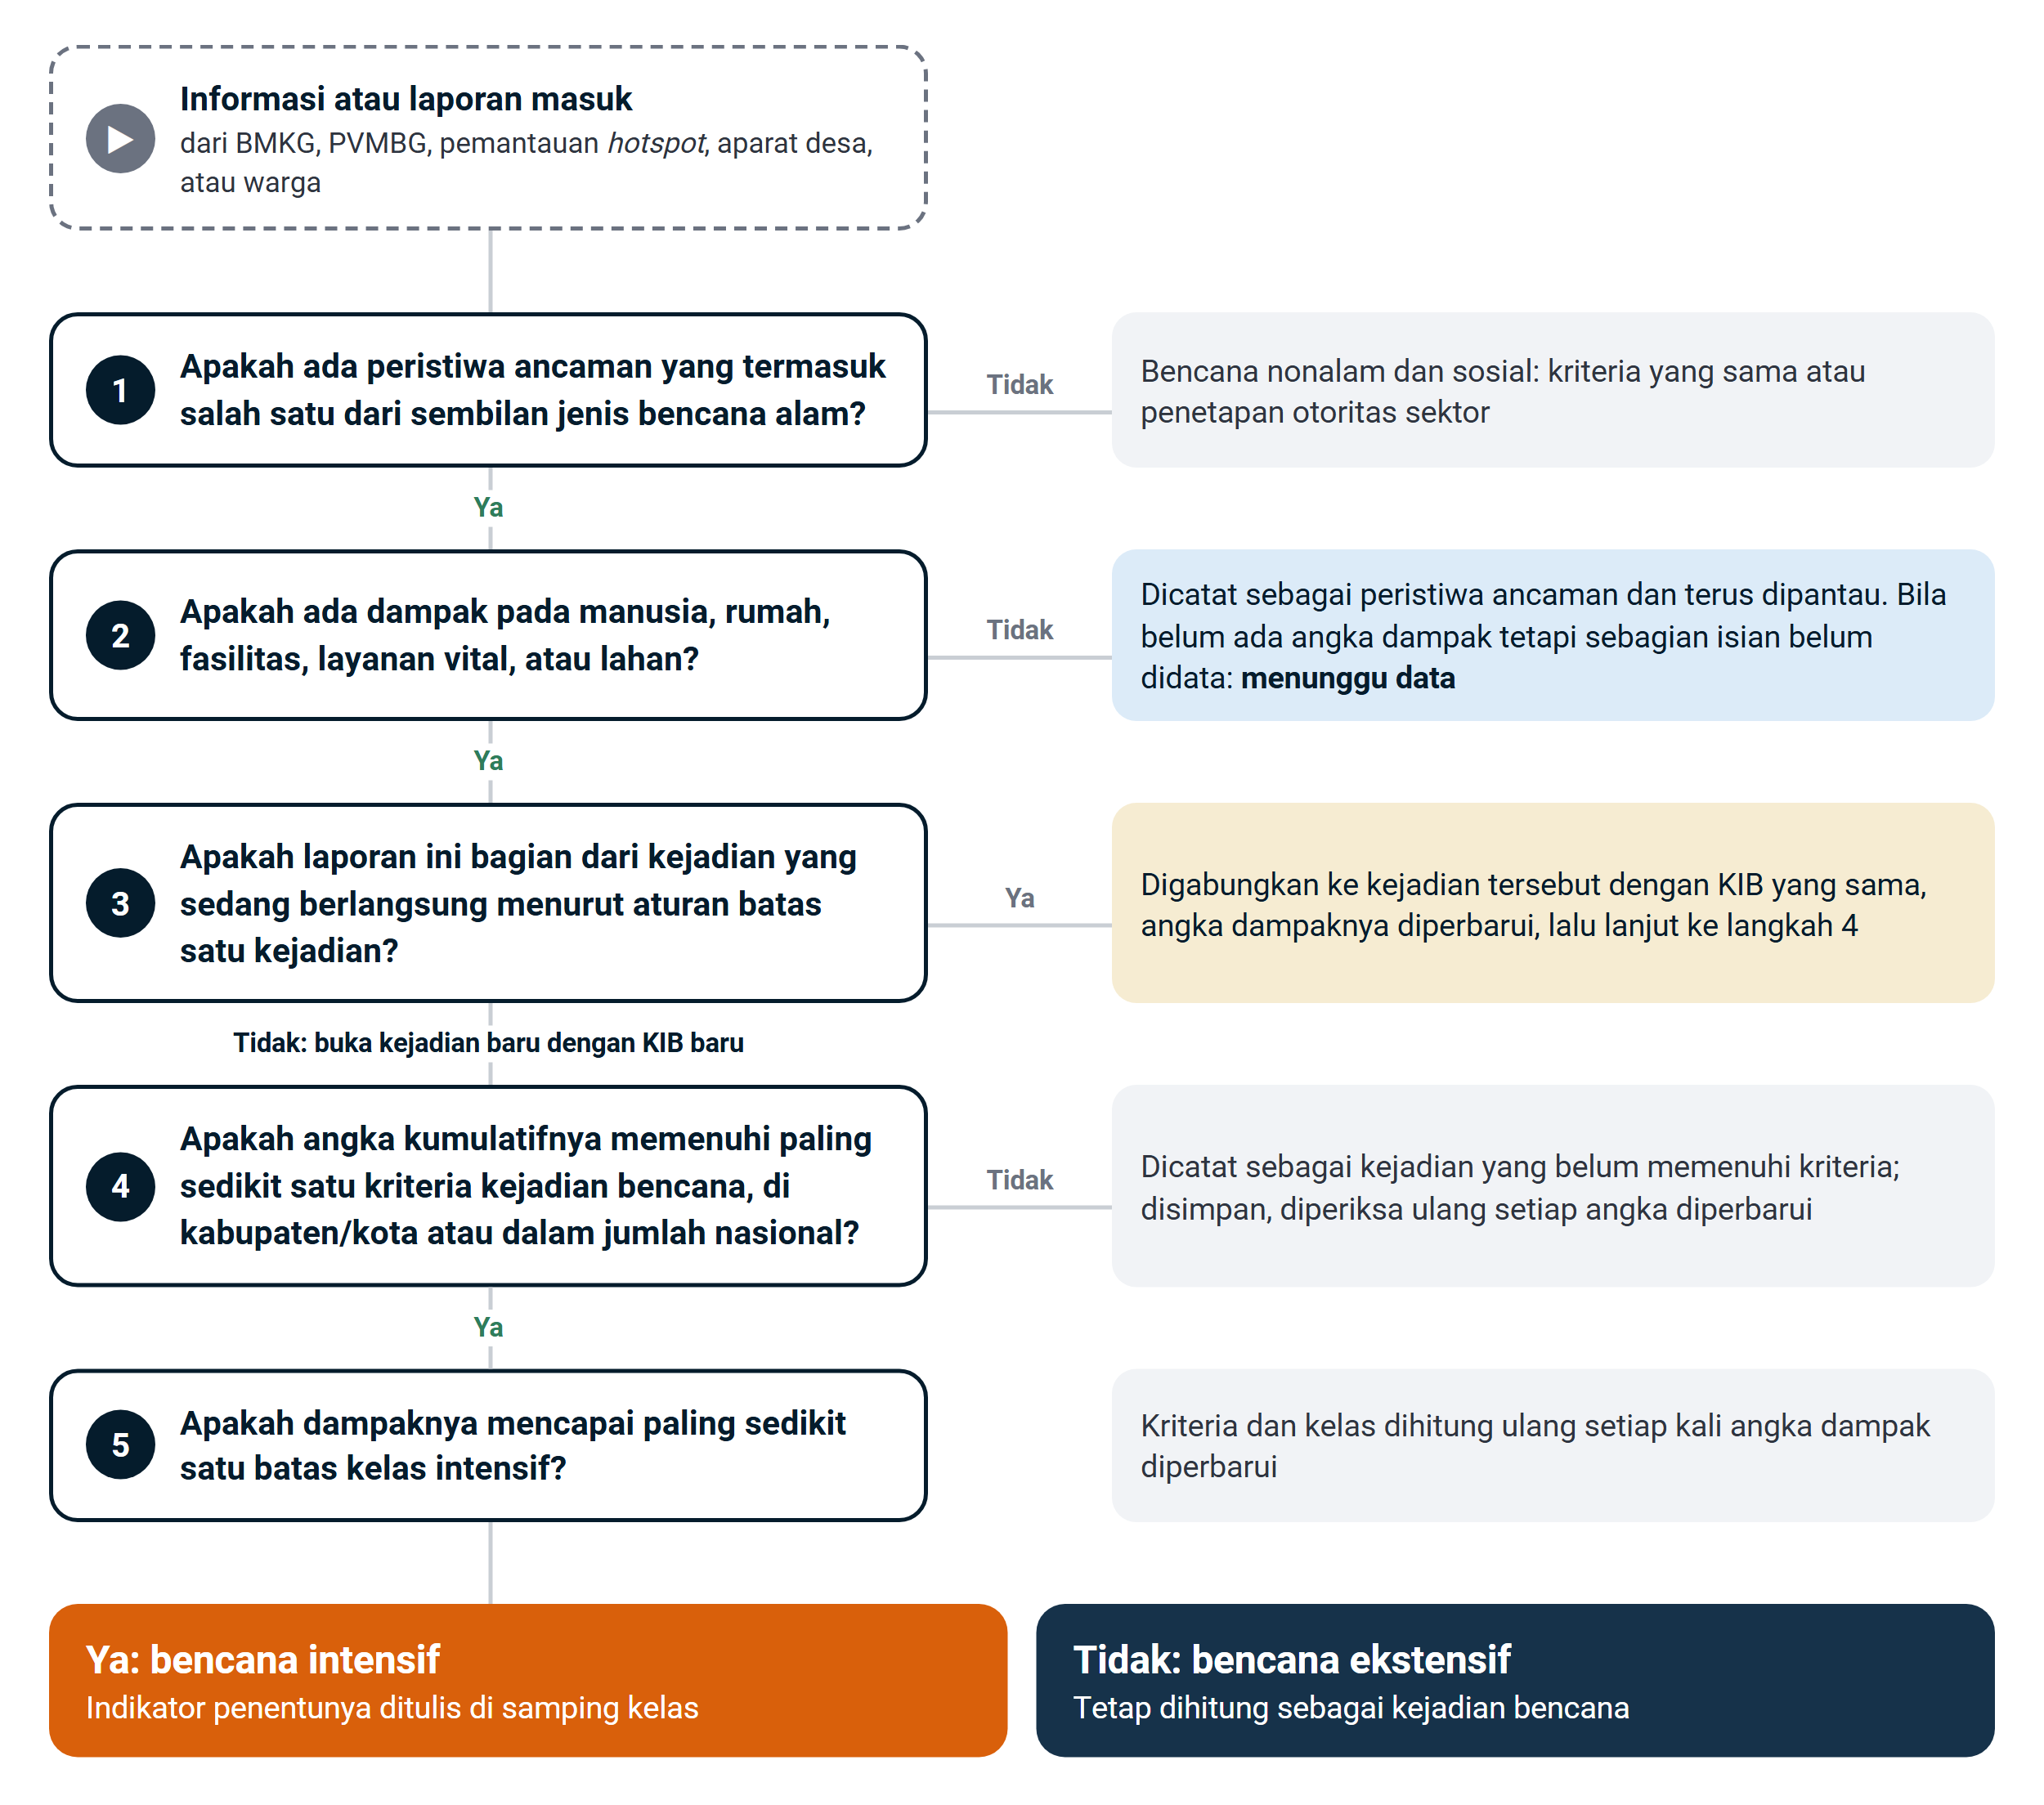 Informasi atau laporan masuk
dari BMKG, PVMBG, pemantauan hotspot, aparat desa,
atau warga
1
Apakah ada peristiwa ancaman yang termasuk
salah satu dari sembilan jenis bencana alam?
Tidak
Bencana nonalam dan sosial: kriteria yang sama atau
penetapan otoritas sektor
Ya
2
Apakah ada dampak pada manusia, rumah,
fasilitas, layanan vital, atau lahan?
Tidak
Dicatat sebagai peristiwa ancaman dan terus dipantau. Bila
belum ada angka dampak tetapi sebagian isian belum
didata: menunggu data
Ya
3
Apakah laporan ini bagian dari kejadian yang
sedang berlangsung menurut aturan batas
satu kejadian?
Ya
Digabungkan ke kejadian tersebut dengan KIB yang sama,
angka dampaknya diperbarui, lalu lanjut ke langkah 4
Tidak: buka kejadian baru dengan KIB baru
4
Apakah angka kumulatifnya memenuhi paling
sedikit satu kriteria kejadian bencana, di
kabupaten/kota atau dalam jumlah nasional?
Tidak
Dicatat sebagai kejadian yang belum memenuhi kriteria;
disimpan, diperiksa ulang setiap angka diperbarui
Ya
5
Apakah dampaknya mencapai paling sedikit
satu batas kelas intensif?
Kriteria dan kelas dihitung ulang setiap kali angka dampak
diperbarui
Ya: bencana intensif
Indikator penentunya ditulis di samping kelas
Tidak: bencana ekstensif
Tetap dihitung sebagai kejadian bencana